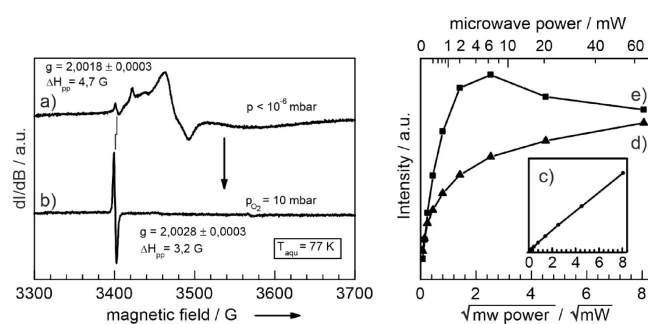 g = 2,0018 ± 0,0003
ΔHpp = 4,7 G
a)
p < 10⁻⁶ mbar
b)
pO₂ = 10 mbar
g = 2,0028 ± 0,0003
ΔHpp = 3,2 G
Taqu = 77 K
dI/dB / a.u.
3300 3400 3500 3600 3700
magnetic field / G
microwave power / mW
0 1 2 4 6 10 20 40 60
Intensity / a.u.
e)
d)
c)
0 2 4 6 8
0 2 4 6 8
√mw power / √mW